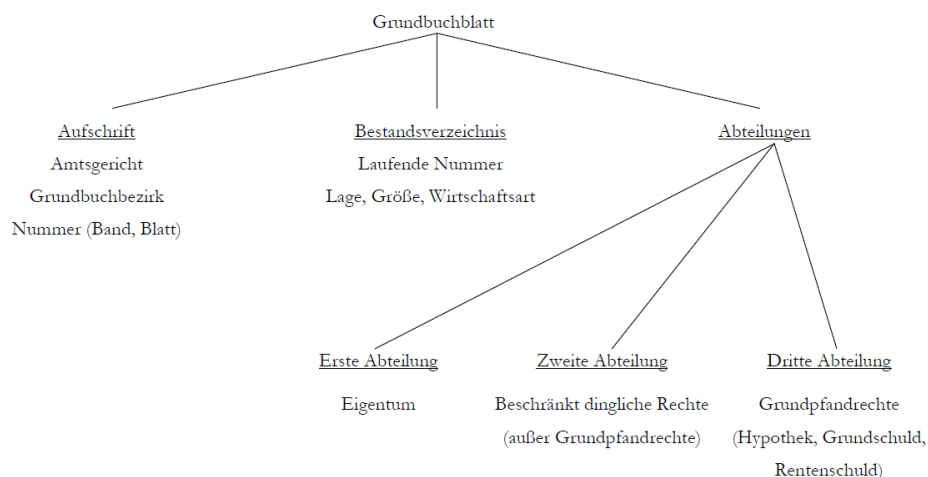 Grundbuchblatt
Aufschrift
Amtsgericht
Grundbuchbezirk
Nummer (Band, Blatt)
Bestandsverzeichnis
Laufende Nummer
Lage, Größe, Wirtschaftsart
Abteilungen
Erste Abteilung
Eigentum
Zweite Abteilung
Beschränkt dingliche Rechte
(außer Grundpfandrechte)
Dritte Abteilung
Grundpfandrechte
(Hypothek, Grundschuld,
Rentenschuld)